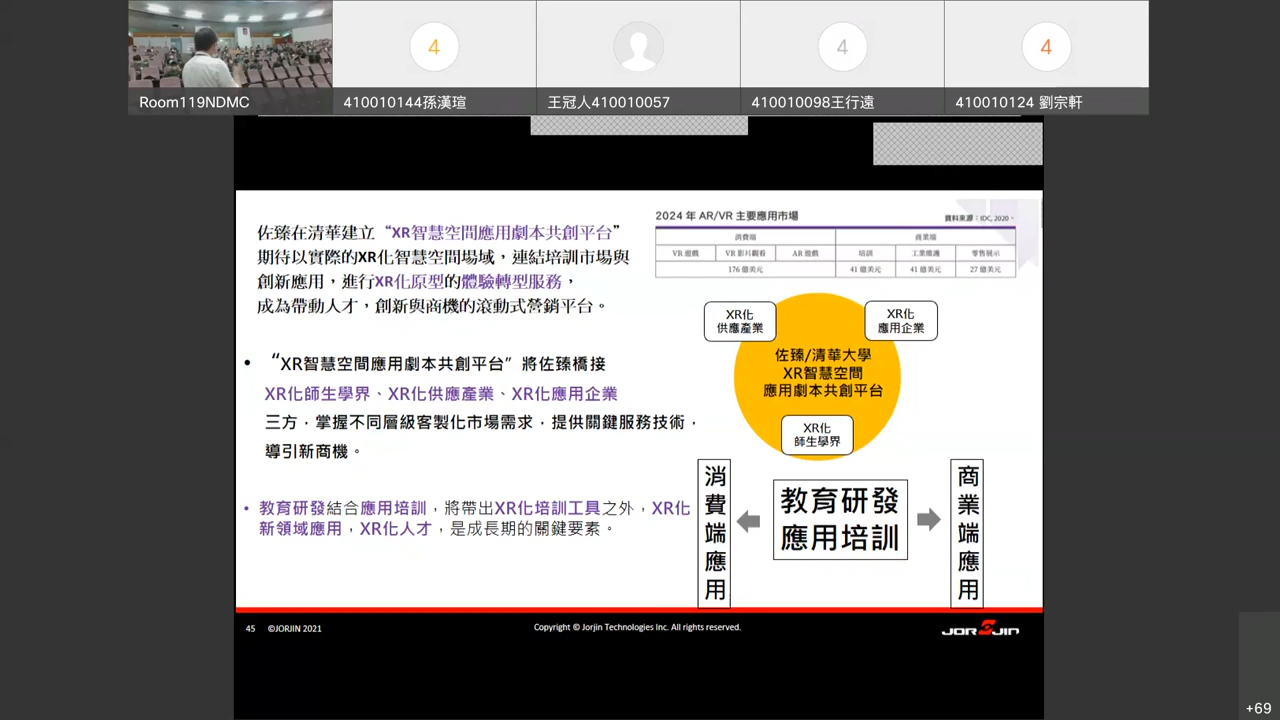 4
4
4
Room119NDMC
410010144孫漢瑄
王冠人410010057
410010098王行遠
410010124 劉宗軒
佐臻在清華建立“XR智慧空間應用劇本共創平台”
期待以實際的XR化智慧空間場域，連結培訓市場與
創新應用，進行XR化原型的體驗轉型服務，
成為帶動人才，創新與商機的滾動式營銷平台。
2024 年 AR/VR 主要應用市場
資料來源：IDC, 2020。
消費端
商業端
VR 遊戲
VR 影片觀看
AR 遊戲
培訓
工業維護
零售展示
176 億美元
41 億美元
41 億美元
27 億美元
XR化
供應產業
XR化
應用企業
佐臻/清華大學
XR智慧空間
應用劇本共創平台
XR化
師生學界
• “XR智慧空間應用劇本共創平台”將佐臻橋接
XR化師生學界、XR化供應產業、XR化應用企業
三方，掌握不同層級客製化市場需求，提供關鍵服務技術，
導引新商機。
• 教育研發結合應用培訓，將帶出XR化培訓工具之外，XR化
新領域應用，XR化人才，是成長期的關鍵要素。
消費端應用
教育研發
應用培訓
商業端應用
45 ©JORJIN 2021
Copyright © Jorjin Technologies Inc. All rights reserved.
JORJIN
+69